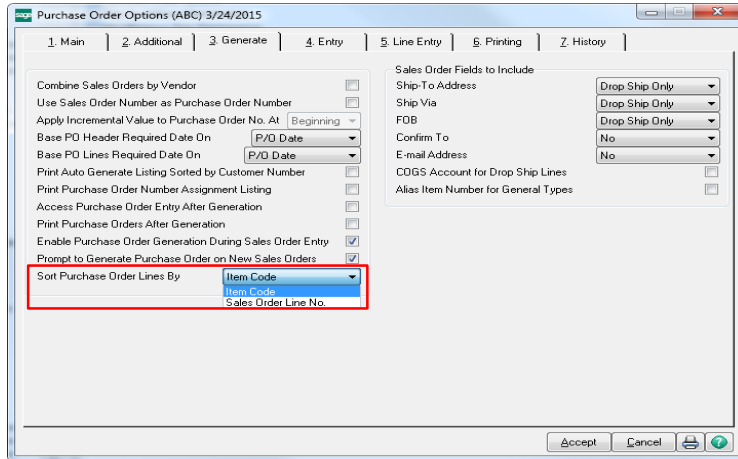 sage Purchase Order Options (ABC) 3/24/2015
1. Main
2. Additional
3. Generate
4. Entry
5. Line Entry
6. Printing
7. History
Combine Sales Orders by Vendor
Use Sales Order Number as Purchase Order Number
Apply Incremental Value to Purchase Order No. At Beginning
Base PO Header Required Date On P/O Date
Base PO Lines Required Date On P/O Date
Print Auto Generate Listing Sorted by Customer Number
Print Purchase Order Number Assignment Listing
Access Purchase Order Entry After Generation
Print Purchase Orders After Generation
Enable Purchase Order Generation During Sales Order Entry
Prompt to Generate Purchase Order on New Sales Orders
Sort Purchase Order Lines By Item Code
Item Code
Sales Order Line No.
Sales Order Fields to Include
Ship-To Address Drop Ship Only
Ship Via Drop Ship Only
FOB Drop Ship Only
Confirm To No
E-mail Address No
COGS Account for Drop Ship Lines
Alias Item Number for General Types
Accept
Cancel